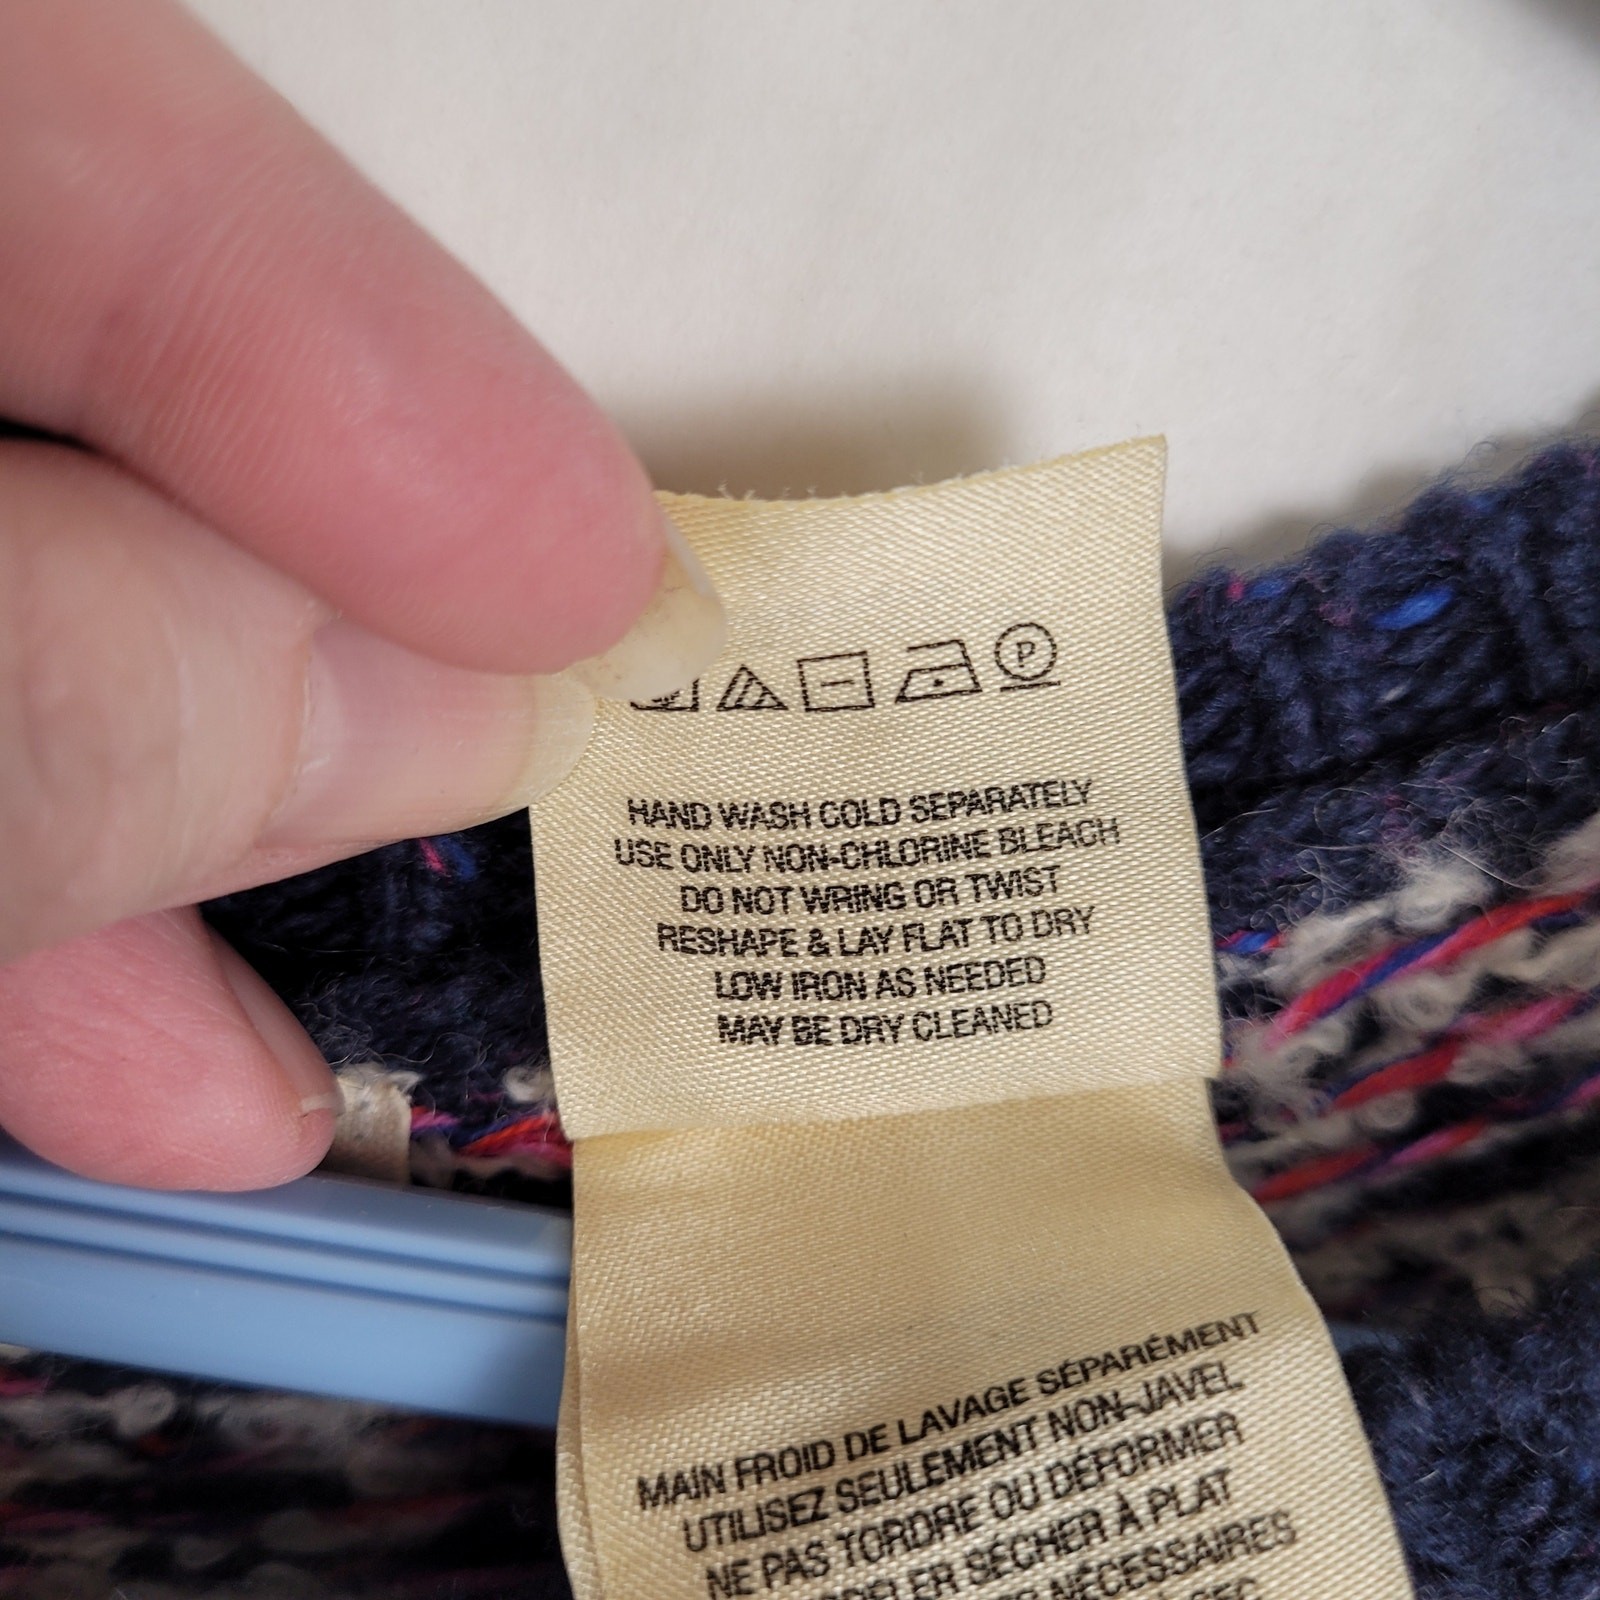 P
HAND WASH COLD SEPARATELY
USE ONLY NON-CHLORINE BLEACH
DO NOT WRING OR TWIST
RESHAPE & LAY FLAT TO DRY
LOW IRON AS NEEDED
MAY BE DRY CLEANED
MAIN FROID DE LAVAGE SÉPARÉMENT
UTILISEZ SEULEMENT NON-JAVEL
NE PAS TORDRE OU DÉFORMER
SÉCHER À PLAT
NÉCESSAIRES